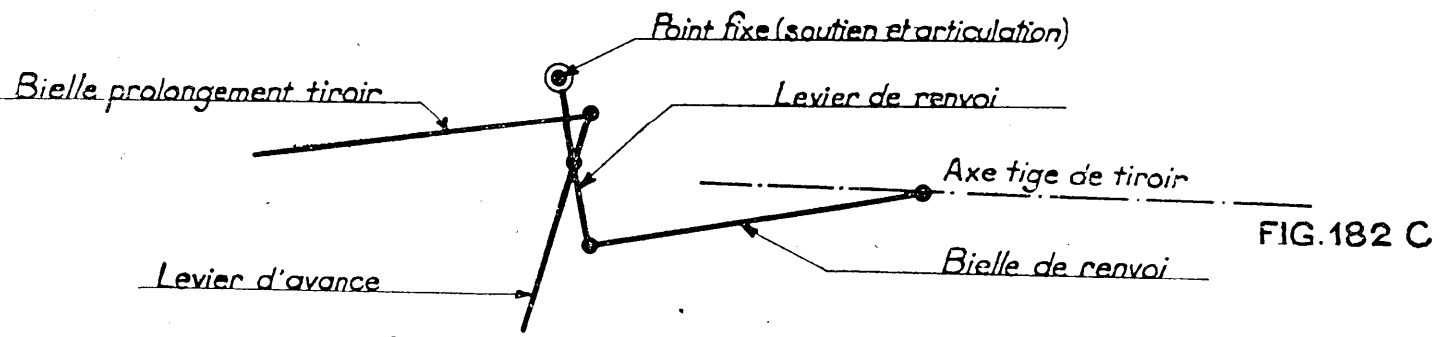 Point fixe (soutien et articulation)
Bielle prolongement tiroir
Levier de renvoi
Axe tige de tiroir
FIG. 182 C
Bielle de renvoi
Levier d'avance